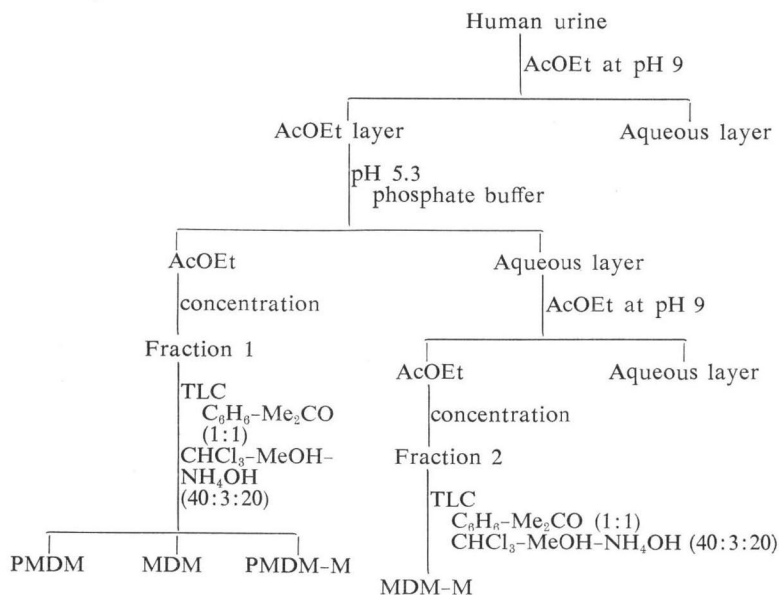 Human urine
AcOEt at pH 9
AcOEt layer
Aqueous layer
pH 5.3
phosphate buffer
AcOEt
Aqueous layer
concentration
AcOEt at pH 9
Fraction 1
AcOEt
Aqueous layer
TLC
C₆H₆-Me₂CO
(1:1)
CHCl₃-MeOH-
NH₄OH
(40:3:20)
concentration
Fraction 2
TLC
C₆H₆-Me₂CO (1:1)
CHCl₃-MeOH-NH₄OH (40:3:20)
PMDM
MDM
PMDM-M
MDM-M